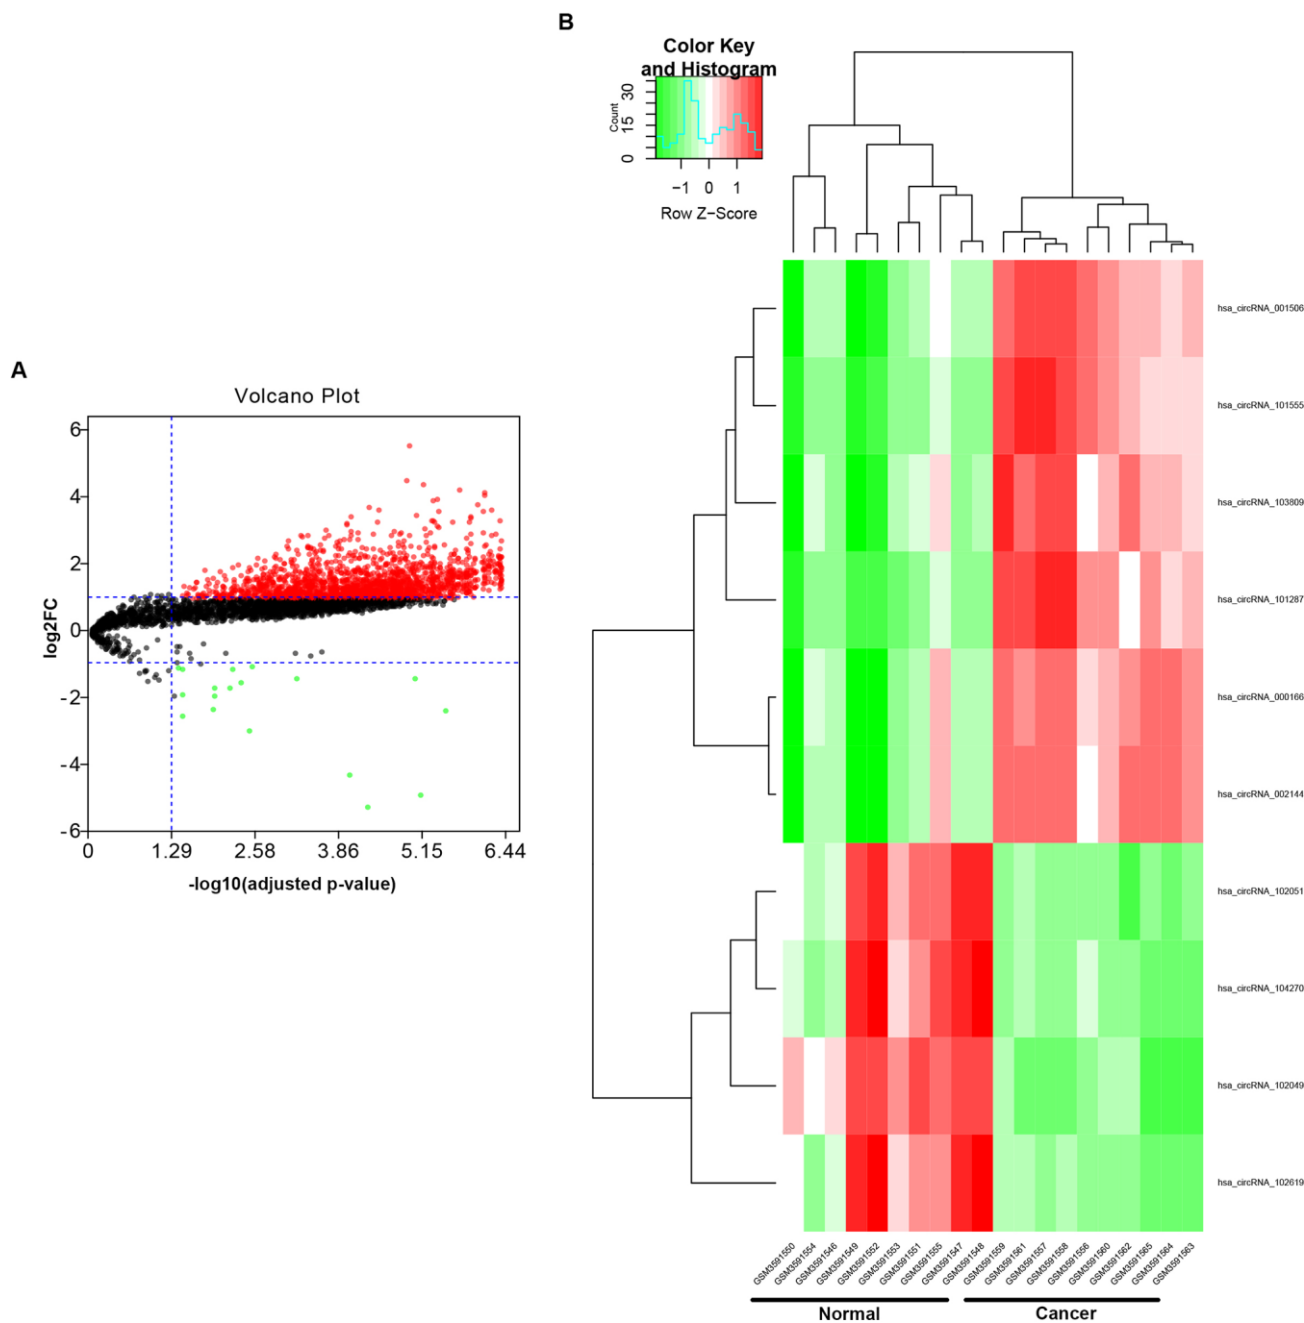 B
Color Key
and Histogram
Count
0 15 30
−1 0 1
Row Z−Score
hsa_circRNA_001506
A
Volcano Plot
hsa_circRNA_101555
6
4
hsa_circRNA_103809
2
hsa_circRNA_101287
0
log2FC
hsa_circRNA_000166
-2
-4
hsa_circRNA_002144
-6
0 1.29 2.58 3.86 5.15 6.44
-log10(adjusted p-value)
hsa_circRNA_102051
hsa_circRNA_104270
hsa_circRNA_102049
hsa_circRNA_102619
GSM3591550
GSM3591554
GSM3591546
GSM3591549
GSM3591552
GSM3591553
GSM3591551
GSM3591555
GSM3591547
GSM3591548
GSM3591559
GSM3591561
GSM3591557
GSM3591558
GSM3591556
GSM3591560
GSM3591562
GSM3591565
GSM3591564
GSM3591563
Normal Cancer